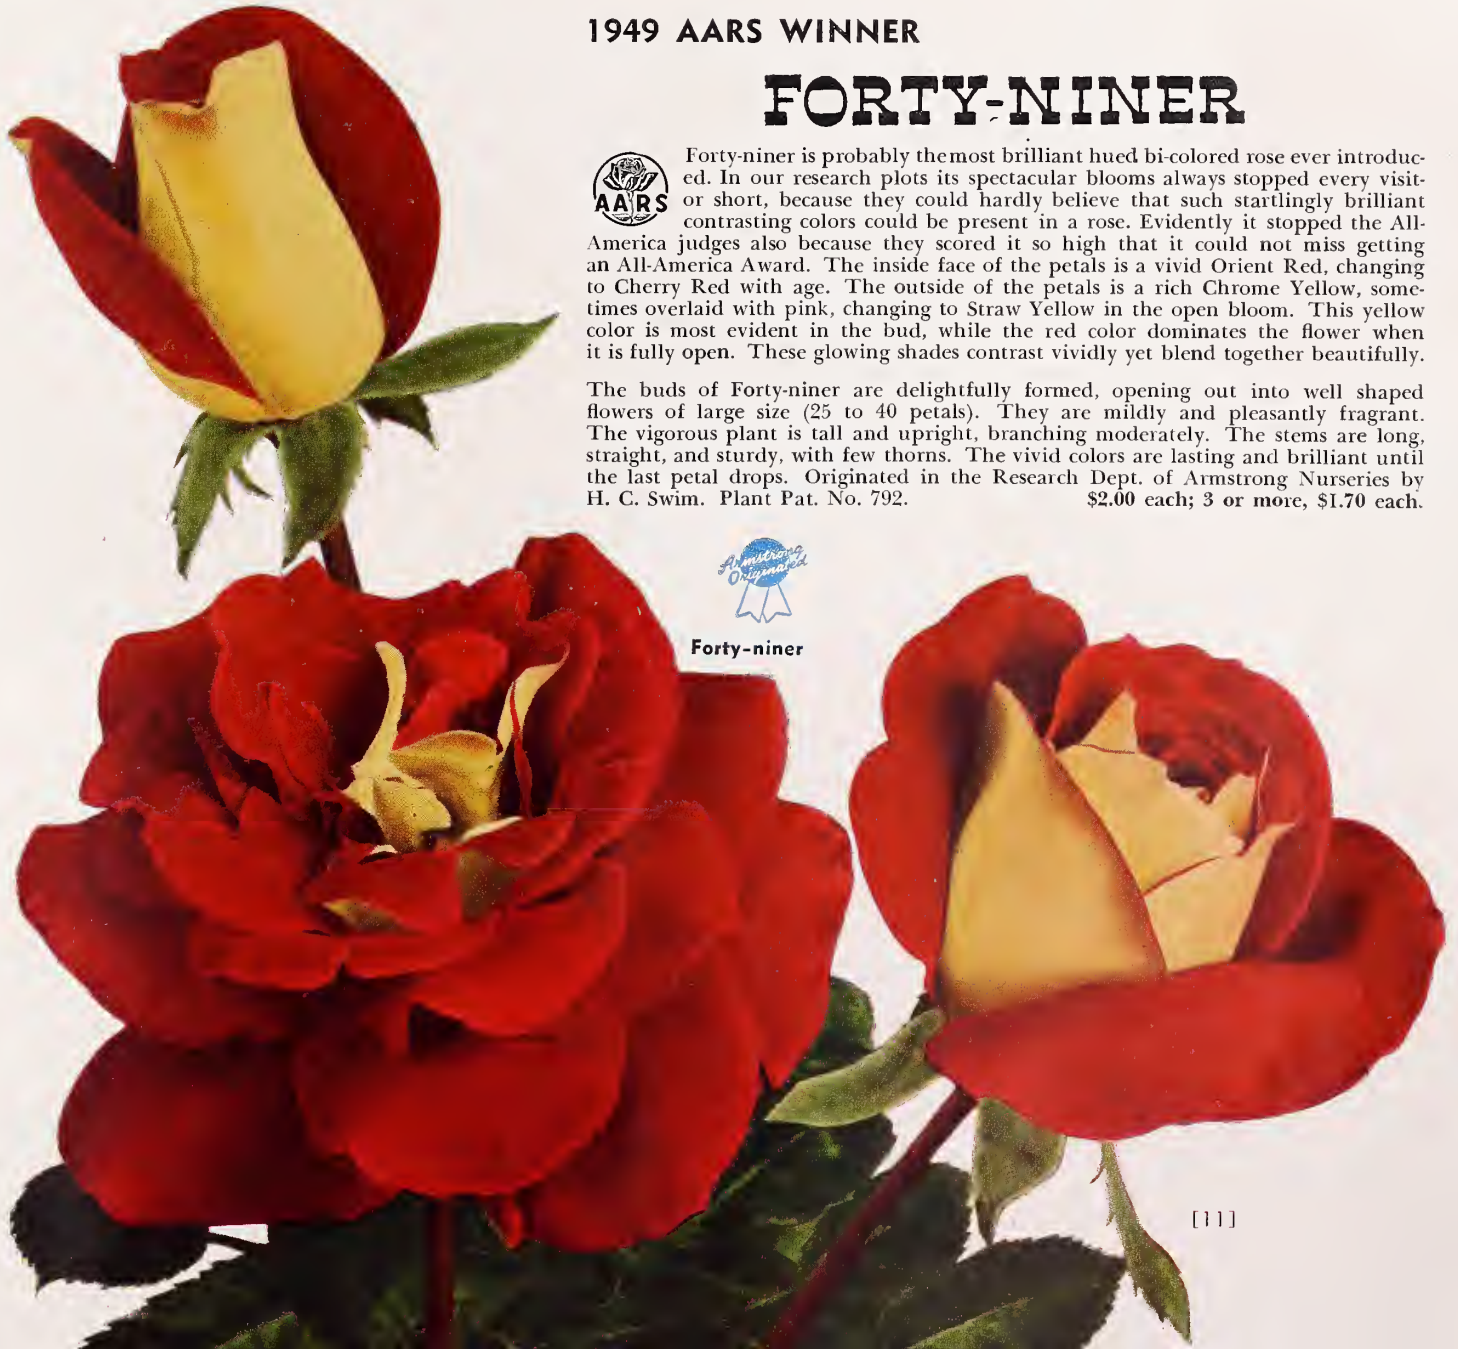 1949 AARS WINNER
FORTY-NINER
AARS
Forty-niner is probably the most brilliant hued bi-colored rose ever introduc-
ed. In our research plots its spectacular blooms always stopped every visit-
or short, because they could hardly believe that such startlingly brilliant
contrasting colors could be present in a rose. Evidently it stopped the All-
America judges also because they scored it so high that it could not miss getting
an All-America Award. The inside face of the petals is a vivid Orient Red, changing
to Cherry Red with age. The outside of the petals is a rich Chrome Yellow, some-
times overlaid with pink, changing to Straw Yellow in the open bloom. This yellow
color is most evident in the bud, while the red color dominates the flower when
it is fully open. These glowing shades contrast vividly yet blend together beautifully.
The buds of Forty-niner are delightfully formed, opening out into well shaped
flowers of large size (25 to 40 petals). They are mildly and pleasantly fragrant.
The vigorous plant is tall and upright, branching moderately. The stems are long,
straight, and sturdy, with few thorns. The vivid colors are lasting and brilliant until
the last petal drops. Originated in the Research Dept. of Armstrong Nurseries by
H. C. Swim. Plant Pat. No. 792. $2.00 each; 3 or more, $1.70 each.
Armstrong
Originated
Forty-niner
[11]